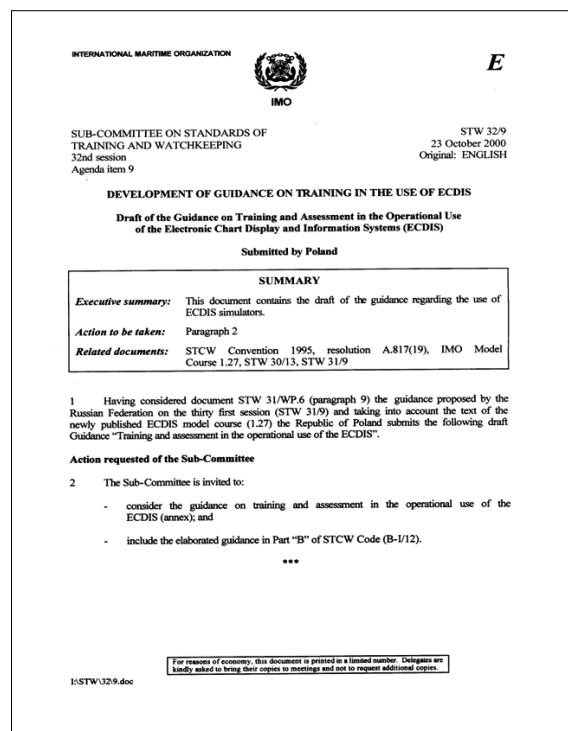 INTERNATIONAL MARITIME ORGANIZATION
E
IMO
SUB-COMMITTEE ON STANDARDS OF
TRAINING AND WATCHKEEPING
32nd session
Agenda item 9
STW 32/9
23 October 2000
Original: ENGLISH
DEVELOPMENT OF GUIDANCE ON TRAINING IN THE USE OF ECDIS
Draft of the Guidance on Training and Assessment in the Operational Use
of the Electronic Chart Display and Information Systems (ECDIS)
Submitted by Poland
SUMMARY
Executive summary: This document contains the draft of the guidance regarding the use of
ECDIS simulators.
Action to be taken: Paragraph 2
Related documents: STCW Convention 1995, resolution A.817(19), IMO Model
Course 1.27, STW 30/13, STW 31/9
1 Having considered document STW 31/WP.6 (paragraph 9) the guidance proposed by the
Russian Federation on the thirty first session (STW 31/9) and taking into account the text of the
newly published ECDIS model course (1.27) the Republic of Poland submits the following draft
Guidance “Training and assessment in the operational use of the ECDIS”.
Action requested of the Sub-Committee
2 The Sub-Committee is invited to:
- consider the guidance on training and assessment in the operational use of the
ECDIS (annex); and
- include the elaborated guidance in Part “B” of STCW Code (B-I/12).
***
For reasons of economy, this document is printed in a limited number. Delegates are
kindly asked to bring their copies to meetings and not to request additional copies.
I:\STW\32\9.doc